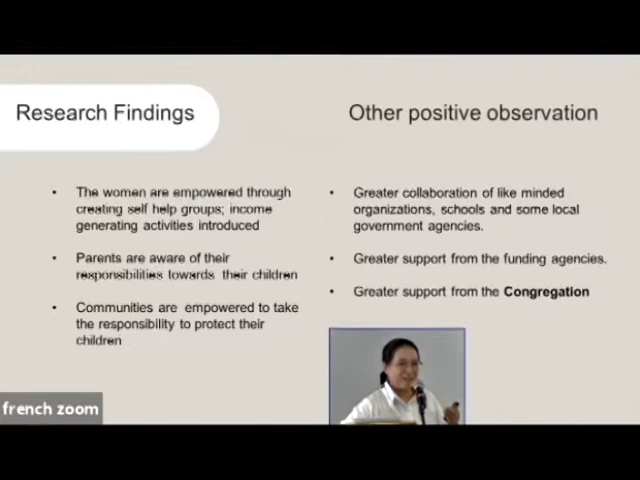 Research Findings
Other positive observation
• The women are empowered through
creating self help groups; income
generating activities introduced
• Parents are aware of their
responsibilities towards their children
• Communities are empowered to take
the responsibility to protect their
children
• Greater collaboration of like minded
organizations, schools and some local
government agencies.
• Greater support from the funding agencies.
• Greater support from the Congregation
french zoom